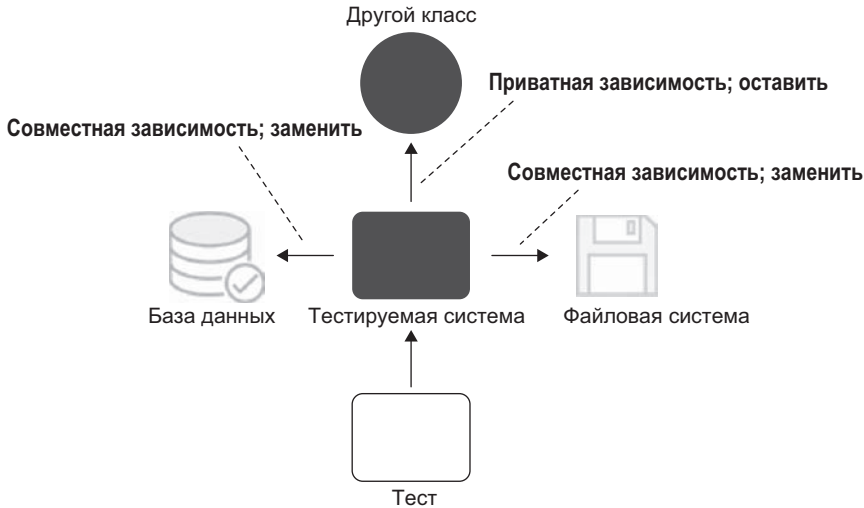 Другой класс
Приватная зависимость; оставить
Совместная зависимость; заменить
Совместная зависимость; заменить
База данных
Тестируемая система
Файловая система
Тест